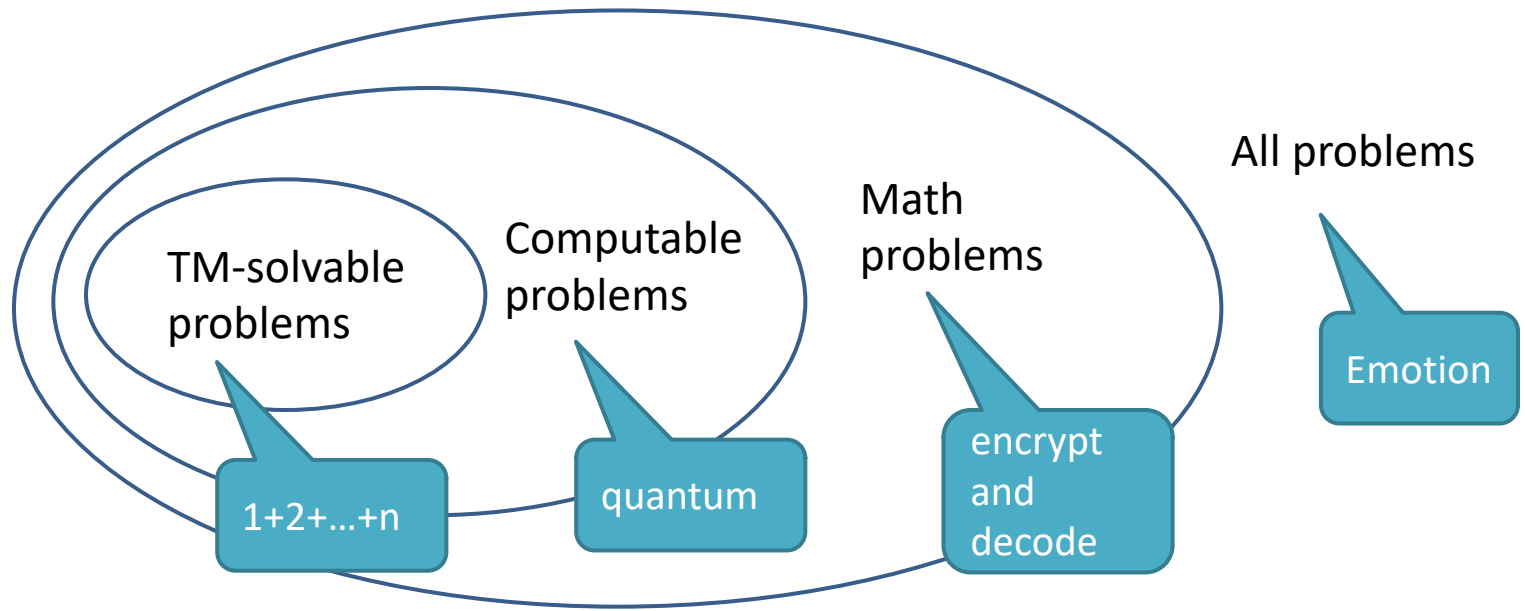 TM-solvable
problems
1+2+...+n
Computable
problems
quantum
Math
problems
encrypt
and
decode
All problems
Emotion